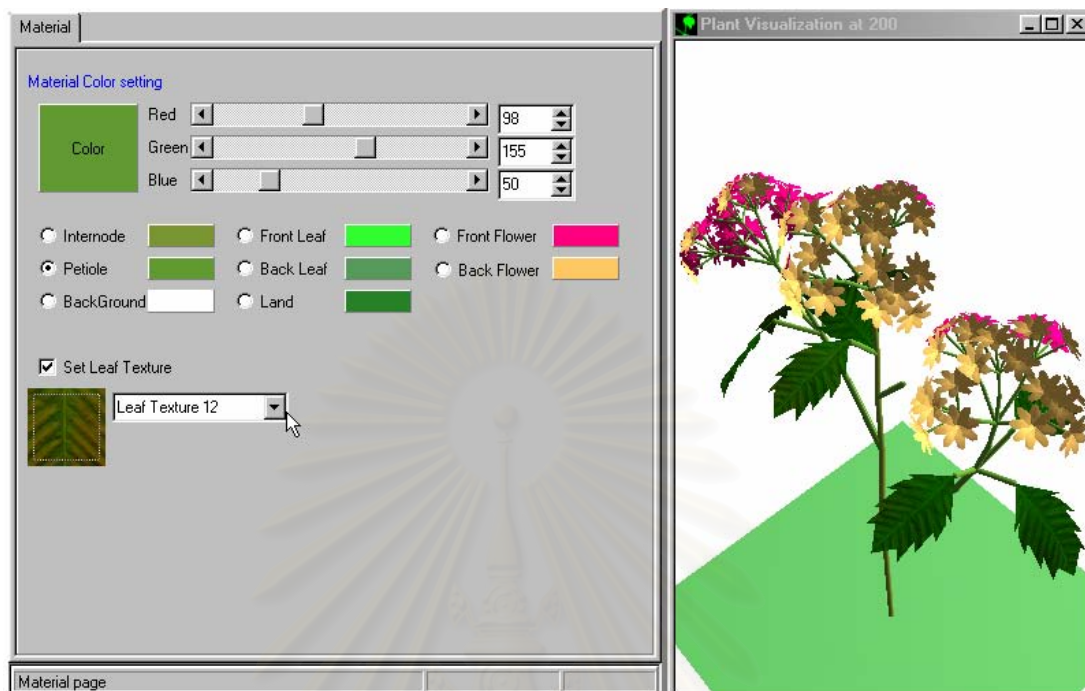 Material
Plant Visualization at 200
Material Color setting
Color
Red 98
Green 155
Blue 50
Internode Front Leaf Front Flower
Petiole Back Leaf Back Flower
BackGround Land
Set Leaf Texture
Leaf Texture 12
Material page